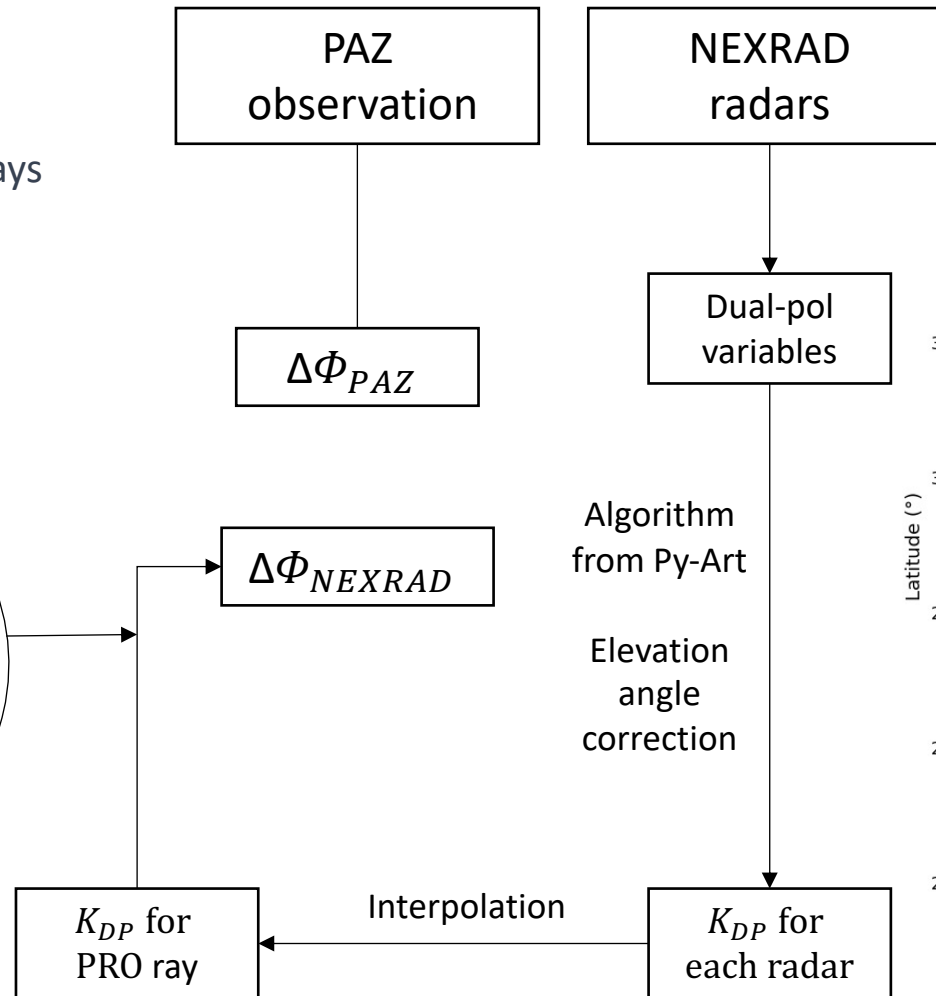 PAZ
observation
NEXRAD
radars
ays
Dual-pol
variables
ΔΦ_PAZ
Algorithm
from Py-Art
ΔΦ_NEXRAD
Elevation
angle
correction
Latitude (°)
K_DP for
PRO ray
Interpolation
K_DP for
each radar